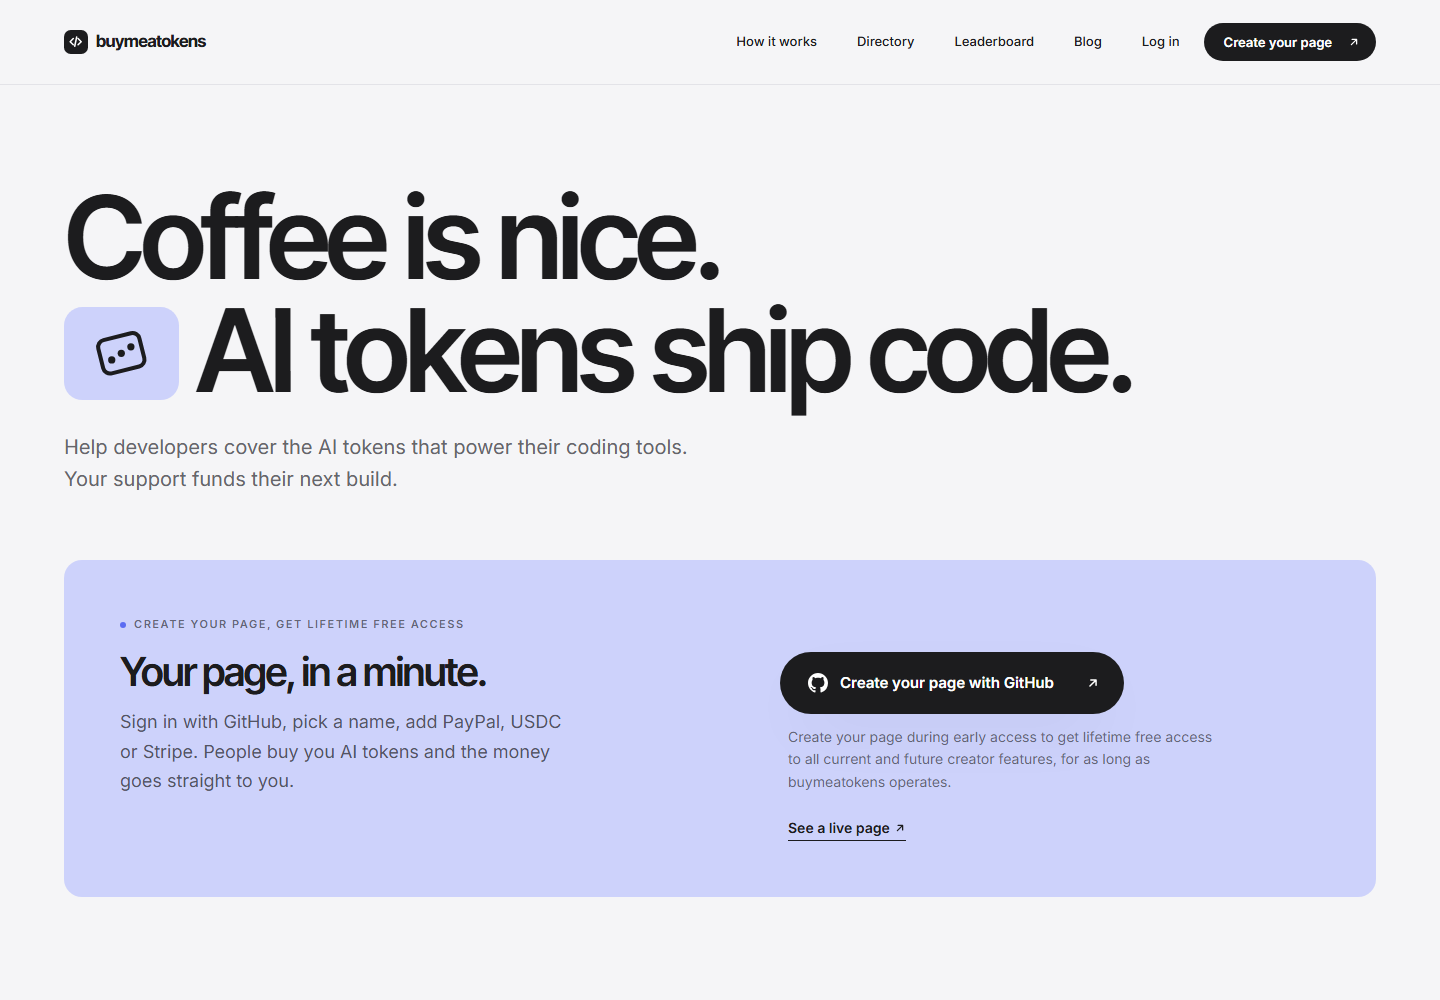 buymeatokens
How it works
Directory
Leaderboard
Blog
Log in
Create your page
Coffee is nice.
AI tokens ship code.
Help developers cover the AI tokens that power their coding tools.
Your support funds their next build.
CREATE YOUR PAGE, GET LIFETIME FREE ACCESS
Your page, in a minute.
Sign in with GitHub, pick a name, add PayPal, USDC
or Stripe. People buy you AI tokens and the money
goes straight to you.
Create your page with GitHub
Create your page during early access to get lifetime free access
to all current and future creator features, for as long as
buymeatokens operates.
See a live page